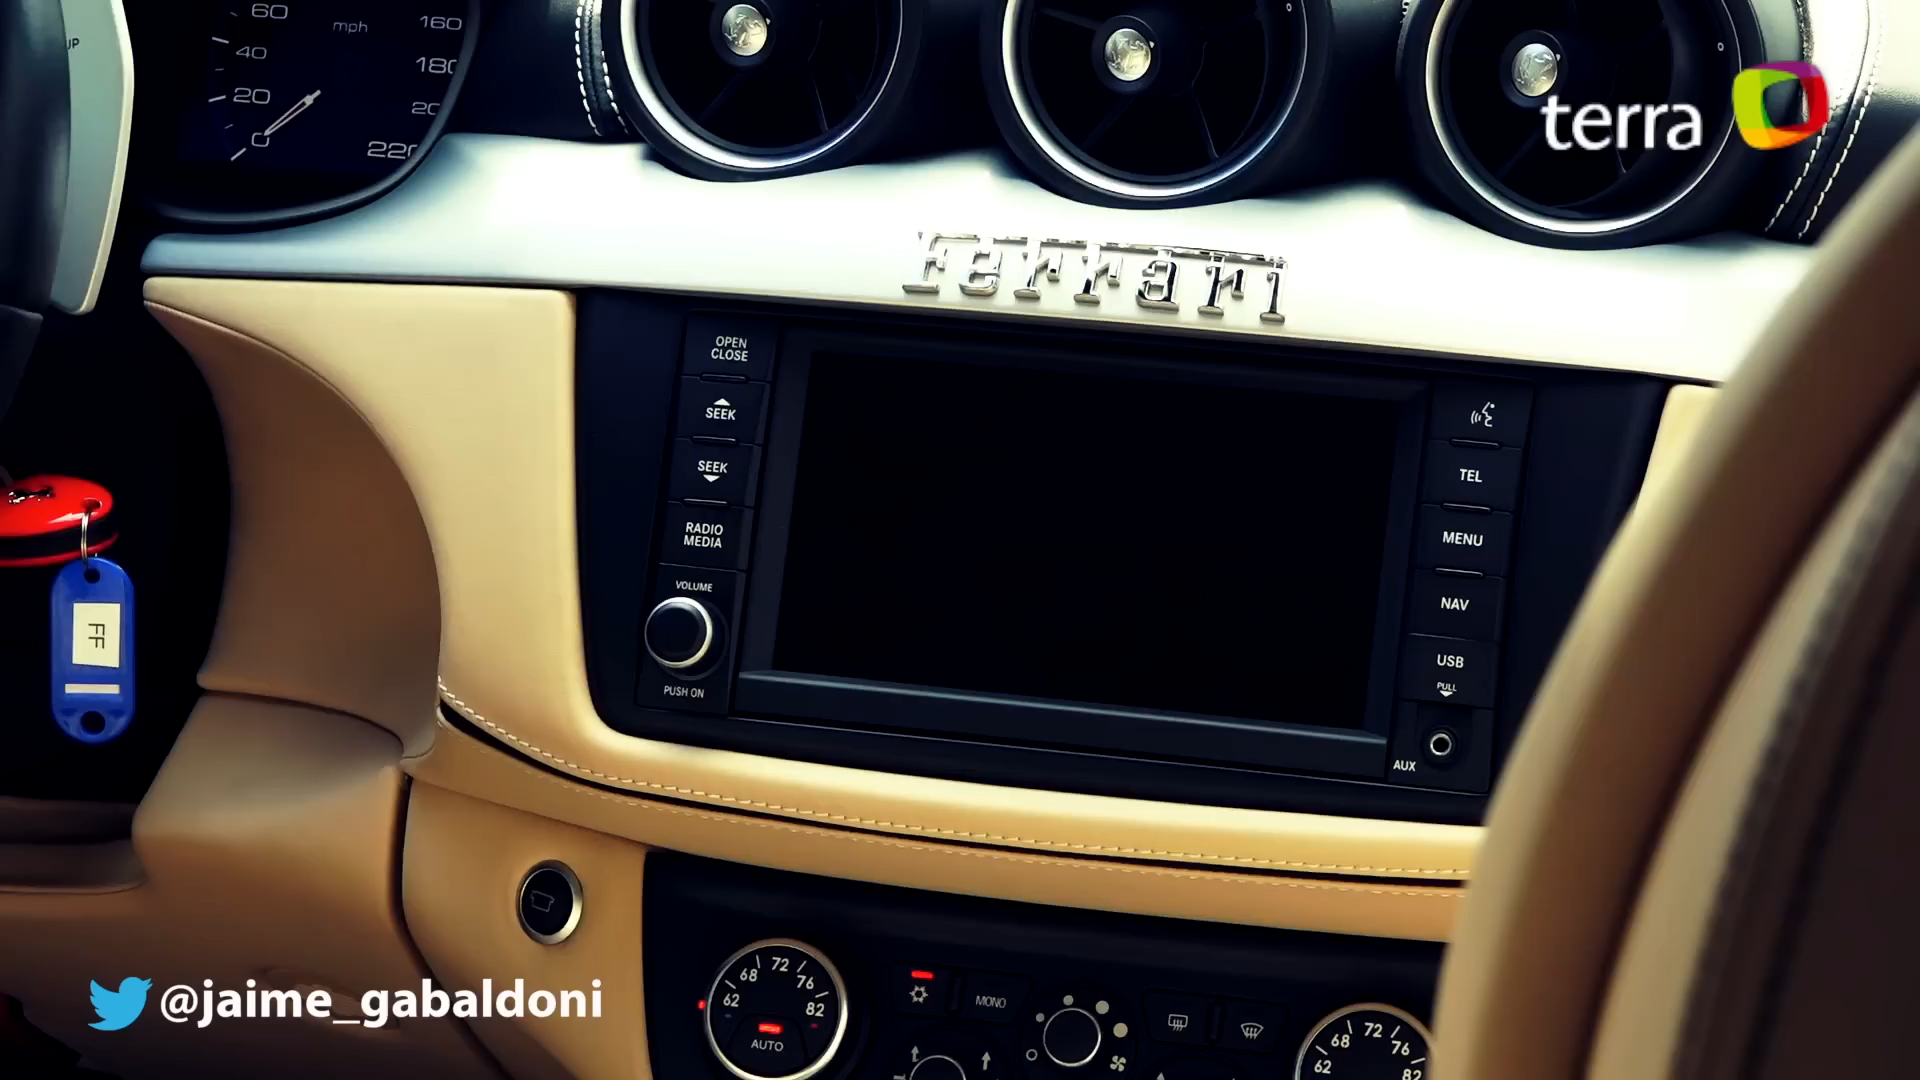 UP
60
mph
160
40
180
20
20
0
220
terra
Ferrari
OPEN
CLOSE
SEEK
SEEK
RADIO
MEDIA
VOLUME
PUSH ON
TEL
MENU
NAV
USB
PULL
AUX
FF
62 68 72 76 82
AUTO
MONO
62 68 72 76 82
@jaime_gabaldoni